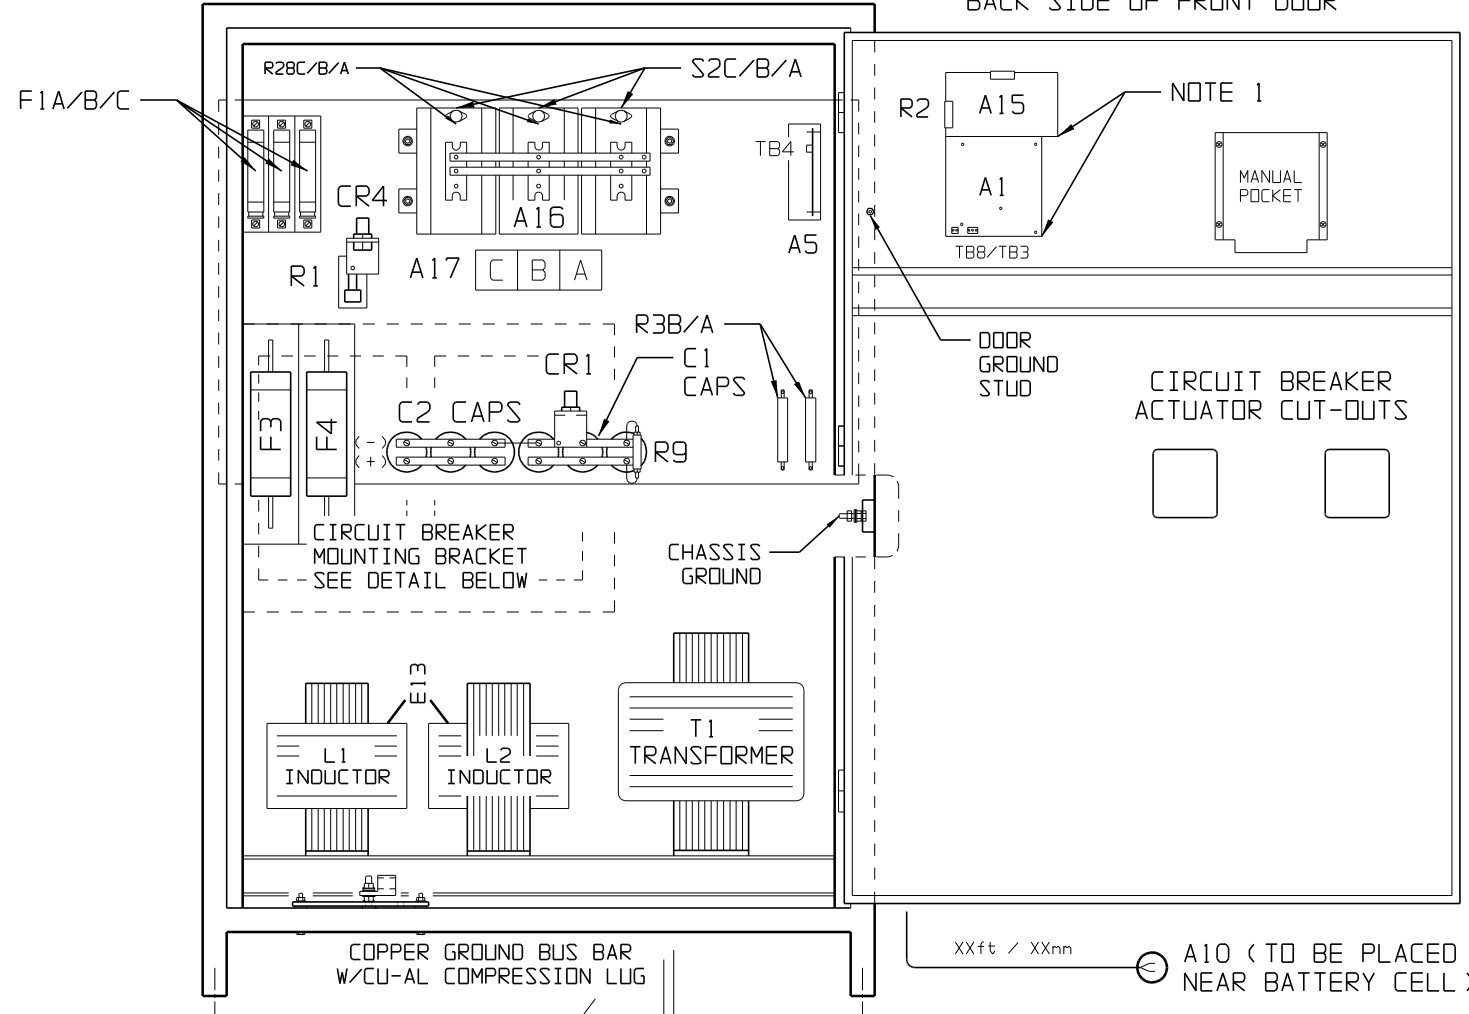 BACK SIDE OF FRONT DOOR
R28C/B/A
S2C/B/A
F1A/B/C
R2
A15
NOTE 1
TB4
MANUAL
POCKET
CR4
A1
A16
A5
TB8/TB3
R1
A17
C B A
R3B/A
DOOR
GROUND
STUD
C1
CAPS
CR1
CIRCUIT BREAKER
ACTUATOR CUT-OUTS
C2 CAPS
F3
F4
(-)
(+)
R9
CIRCUIT BREAKER
MOUNTING BRACKET
SEE DETAIL BELOW
CHASSIS
GROUND
E13
L1
INDUCTOR
L2
INDUCTOR
T1
TRANSFORMER
COPPER GROUND BUS BAR
W/CU-AL COMPRESSION LUG
XXft / XXmm
A10 (TO BE PLACED
NEAR BATTERY CELL)